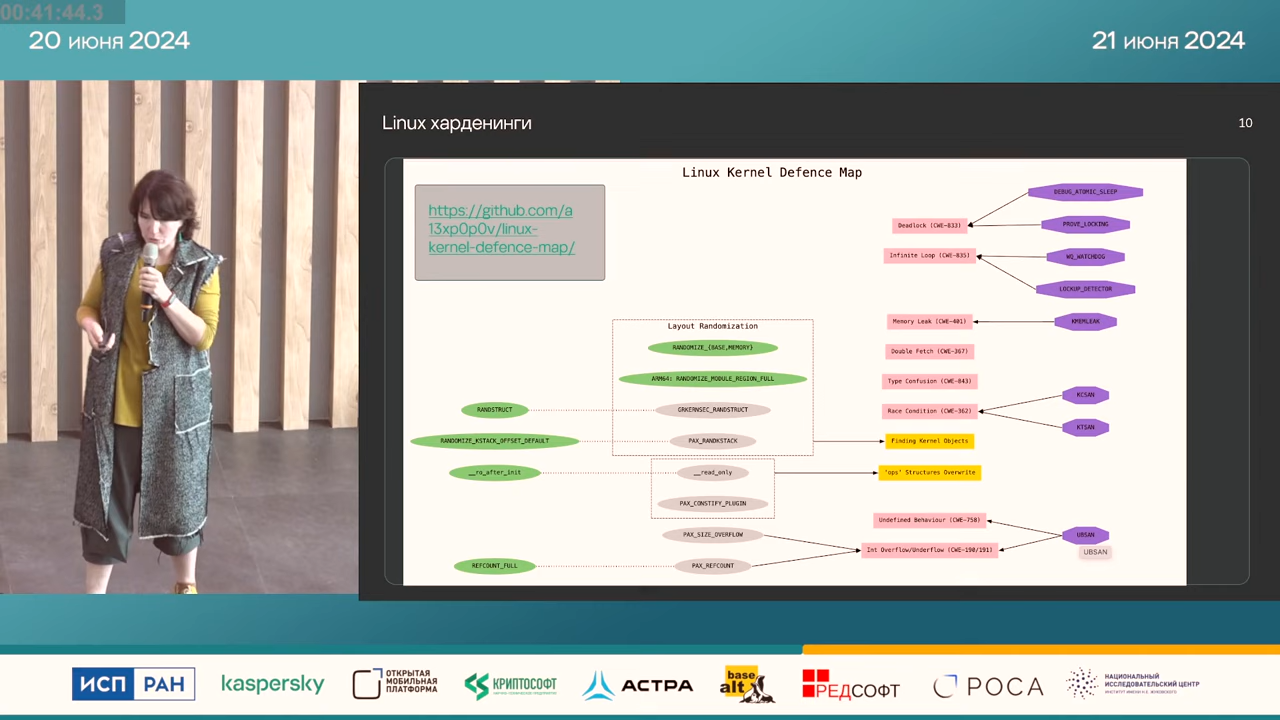 00:41:44.3
20 июня 2024
21 июня 2024
Linux харденинги
10
Linux Kernel Defence Map
https://github.com/a
13xp0p0v/linux-
kernel-defence-map/
DEBUG_ATOMIC_SLEEP
Deadlock (CWE-833)
PROVE_LOCKING
Infinite Loop (CWE-835)
WQ_WATCHDOG
LOCKUP_DETECTOR
Memory Leak (CWE-401)
KMEMLEAK
Layout Randomization
RANDOMIZE_{BASE,MEMORY}
Double Fetch (CWE-367)
ARM64: RANDOMIZE_MODULE_REGION_FULL
Type Confusion (CWE-843)
KCSAN
RANDSTRUCT
GRKERNSEC_RANDSTRUCT
Race Condition (CWE-362)
KTSAN
RANDOMIZE_KSTACK_OFFSET_DEFAULT
PAX_RANDKSTACK
Finding Kernel Objects
__ro_after_init
__read_only
'ops' Structures Overwrite
PAX_CONSTIFY_PLUGIN
Undefined Behaviour (CWE-758)
PAX_SIZE_OVERFLOW
UBSAN
Int Overflow/Underflow (CWE-190/191)
UBSAN
REFCOUNT_FULL
PAX_REFCOUNT
ИСП РАН
kaspersky
ОТКРЫТАЯ
МОБИЛЬНАЯ
ПЛАТФОРМА
КРИПТОСОФТ
АСТРА
base
alt
РЕДСОФТ
РОСА
НАЦИОНАЛЬНЫЙ
ИССЛЕДОВАТЕЛЬСКИЙ ЦЕНТР
ИНСТИТУТ ИМЕНИ Н.Е. ЖУКОВСКОГО